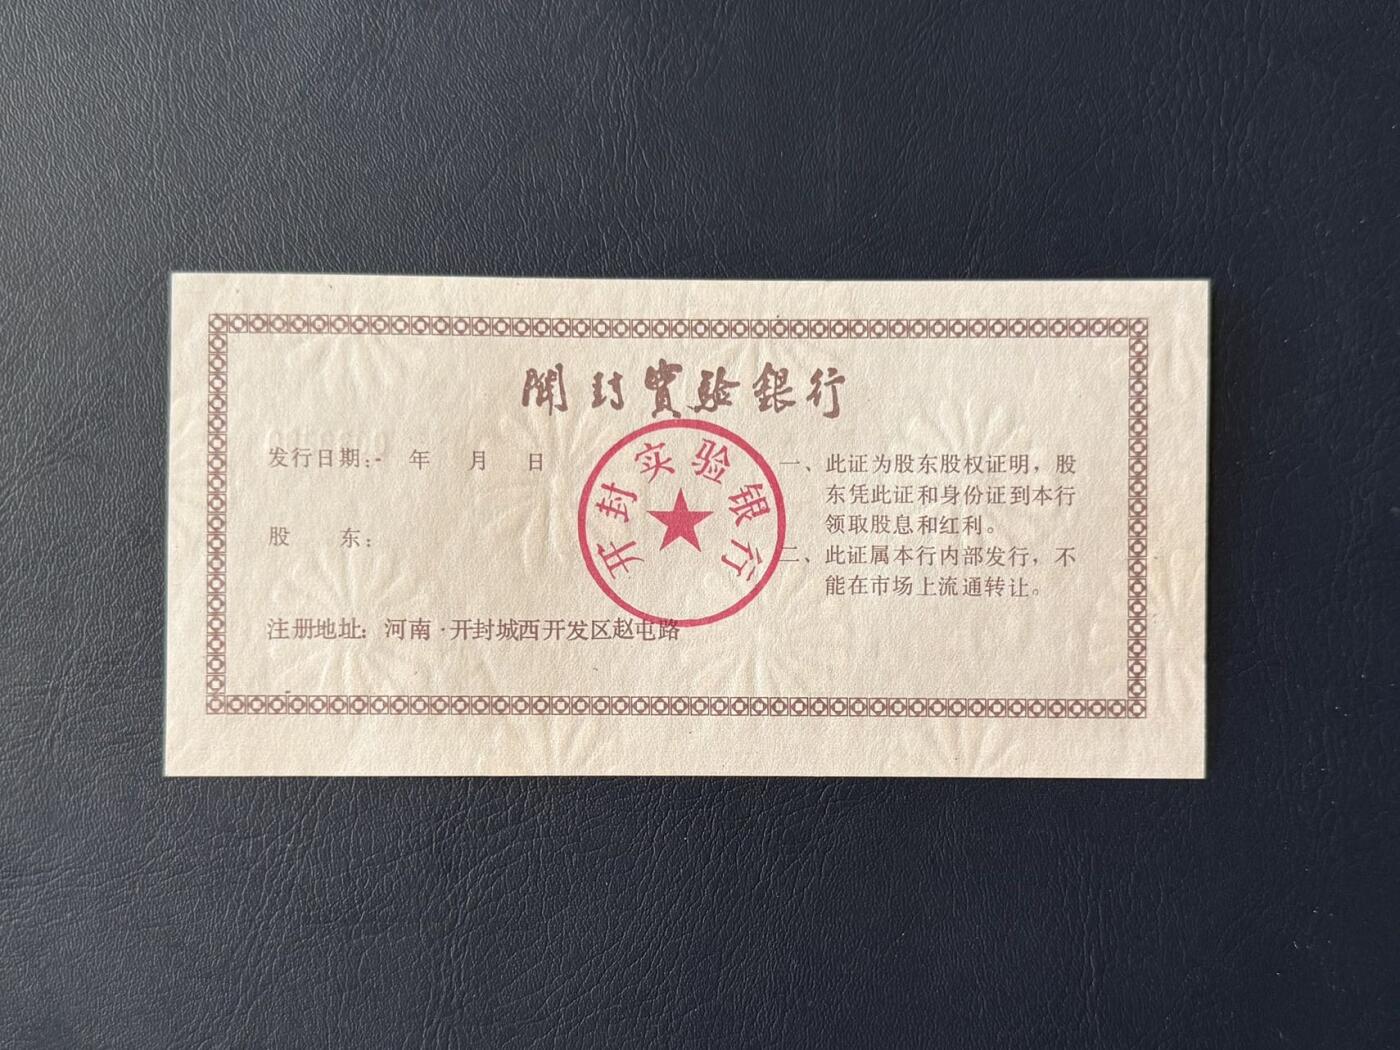 開封實驗銀行
发行日期：- 年 月 日
股 东：
注册地址：河南·开封城西开发区赵屯路
开封实验银行
一、此证为股东股权证明，股
东凭此证和身份证到本行
领取股息和红利。
二、此证属本行内部发行，不
能在市场上流通转让。